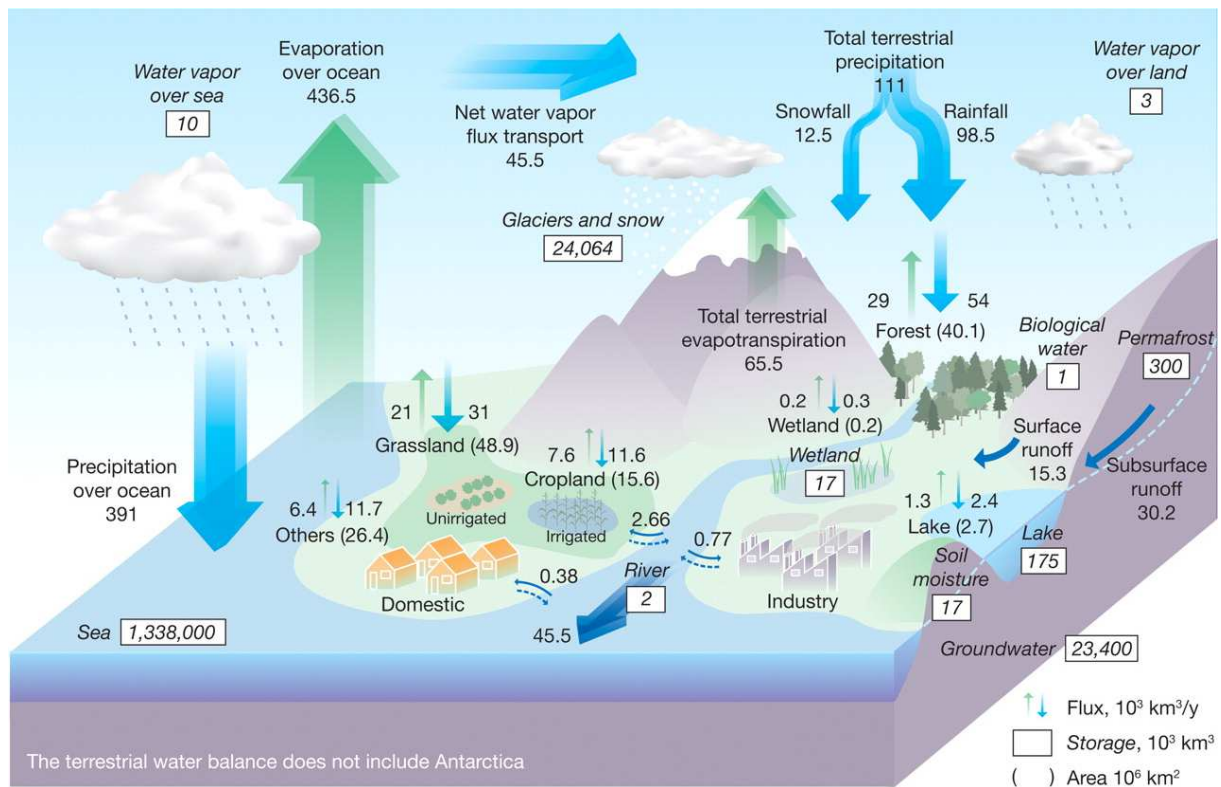 Water vapor
over sea
10
Evaporation
over ocean
436.5
Net water vapor
flux transport
45.5
Total terrestrial
precipitation
111
Snowfall
12.5
Rainfall
98.5
Water vapor
over land
3
Glaciers and snow
24,064
Total terrestrial
evapotranspiration
65.5
29
54
Forest (40.1)
Biological
water
1
Permafrost
300
21
31
Grassland (48.9)
0.2
0.3
Wetland (0.2)
Wetland
17
Surface
runoff
15.3
Subsurface
runoff
30.2
Precipitation
over ocean
391
7.6
11.6
Cropland (15.6)
Unirrigated
Irrigated
6.4
11.7
Others (26.4)
2.66
0.77
1.3
2.4
Lake (2.7)
Lake
175
Soil
moisture
17
Domestic
0.38
River
2
Industry
45.5
Sea 1,338,000
Groundwater 23,400
Flux, 10³ km³/y
Storage, 10³ km³
( ) Area 10⁶ km²
The terrestrial water balance does not include Antarctica